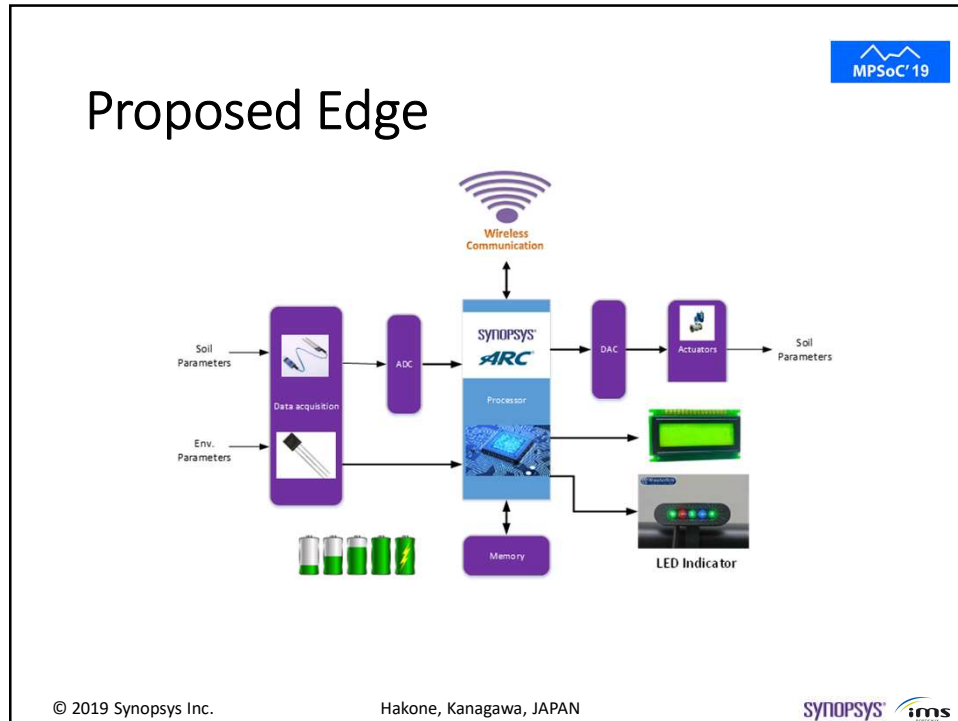 MPSoC'19
Proposed Edge
Wireless
Communication
SYNOPSYS®
ARC®
Soil
Parameters
ADC
DAC
Actuators
Soil
Parameters
Data acquisition
Processor
Env.
Parameters
Memory
LED Indicator
© 2019 Synopsys Inc.
Hakone, Kanagawa, JAPAN
SYNOPSYS®
ims